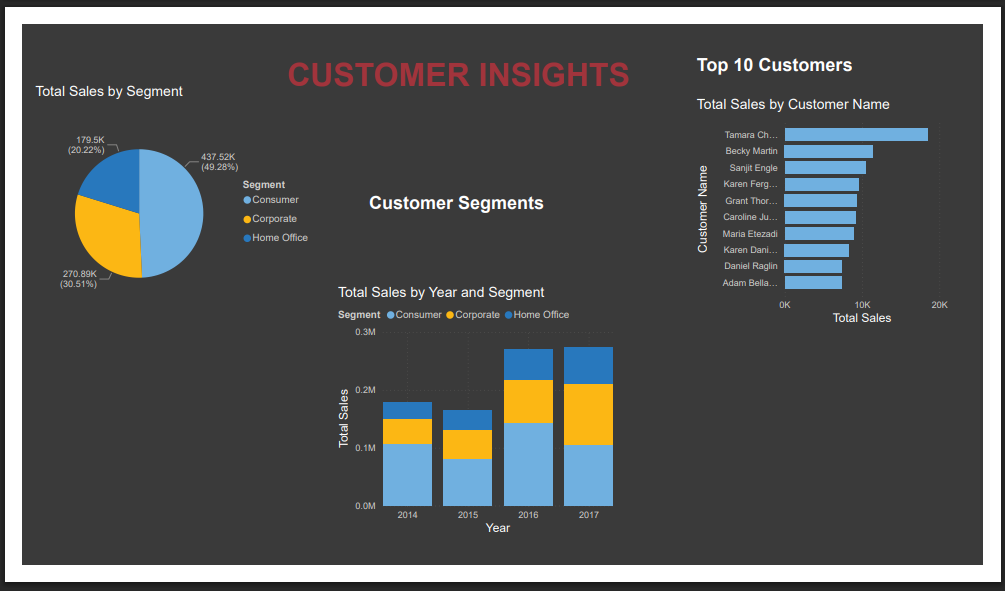 CUSTOMER INSIGHTS
Total Sales by Segment
179.5K
(20.22%)
437.52K
(49.28%)
270.89K
(30.51%)
Segment
Consumer
Corporate
Home Office
Customer Segments
Total Sales by Year and Segment
Segment Consumer Corporate Home Office
0.3M
0.2M
0.1M
0.0M
Total Sales
2014 2015 2016 2017
Year
Top 10 Customers
Total Sales by Customer Name
Customer Name
Tamara Ch...
Becky Martin
Sanjit Engle
Karen Ferg...
Grant Thor...
Caroline Ju...
Maria Etezadi
Karen Dani...
Daniel Raglin
Adam Bella...
0K 10K 20K
Total Sales